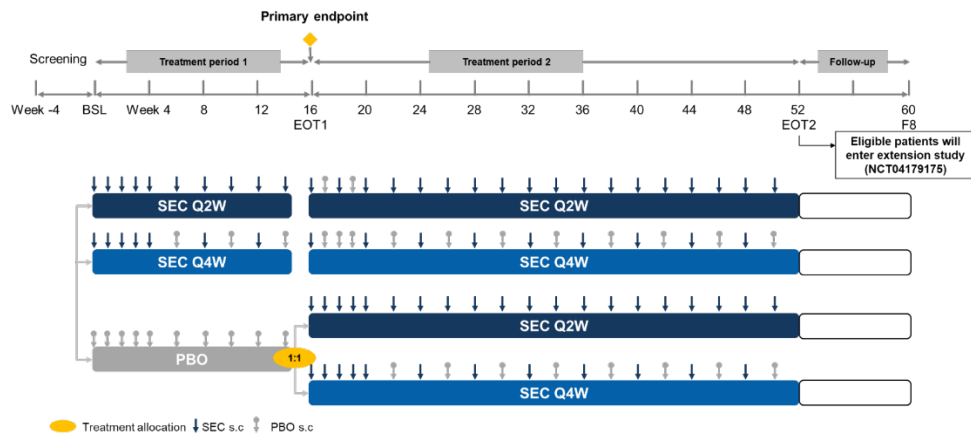 Primary endpoint
Screening
Treatment period 1
Treatment period 2
Follow-up
Week -4 BSL Week 4 8 12 16 20 24 28 32 36 40 44 48 52 60
EOT1 EOT2 F8
Eligible patients will
enter extension study
(NCT04179175)
SEC Q2W SEC Q2W
SEC Q4W SEC Q4W
SEC Q2W
PBO 1:1
SEC Q4W
Treatment allocation SEC s.c PBO s.c